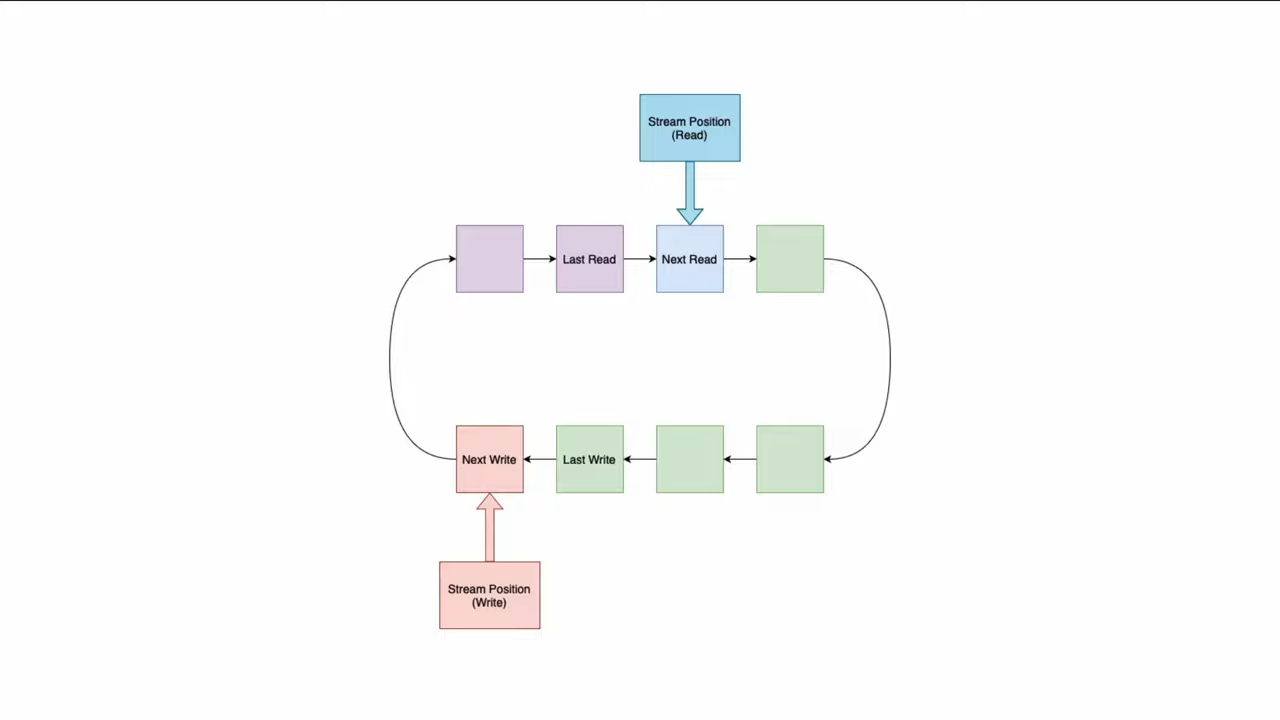 Stream Position
(Read)
Last Read
Next Read
Next Write
Last Write
Stream Position
(Write)